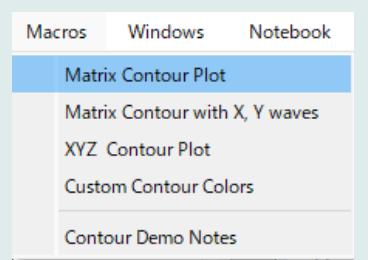 Macros Windows Notebook
Matrix Contour Plot
Matrix Contour with X, Y waves
XYZ Contour Plot
Custom Contour Colors
Contour Demo Notes